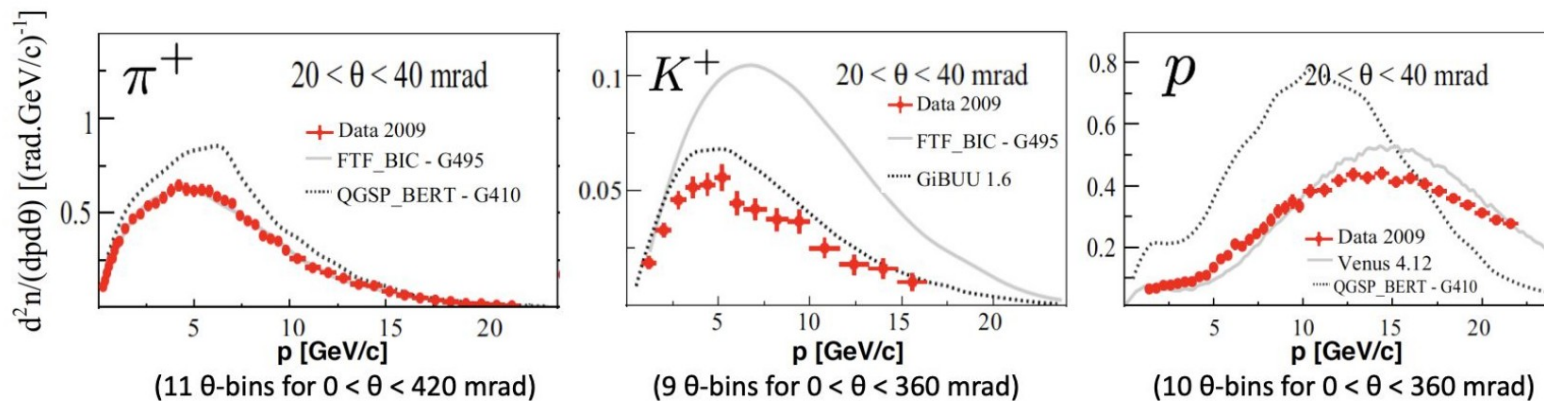 d²n/(dpdθ) [(rad.GeV/c)⁻¹]
π⁺
20 < θ < 40 mrad
Data 2009
FTF_BIC - G495
QGSP_BERT - G410
1
0.5
5 10 15 20
p [GeV/c]
(11 θ-bins for 0 < θ < 420 mrad)
K⁺
20 < θ < 40 mrad
Data 2009
FTF_BIC - G495
GiBUU 1.6
0.1
0.05
0 5 10 15 20
p [GeV/c]
(9 θ-bins for 0 < θ < 360 mrad)
p
20 < θ < 40 mrad
0.8
0.6
0.4
0.2
Data 2009
Venus 4.12
QGSP_BERT - G410
5 10 15 20
p [GeV/c]
(10 θ-bins for 0 < θ < 360 mrad)